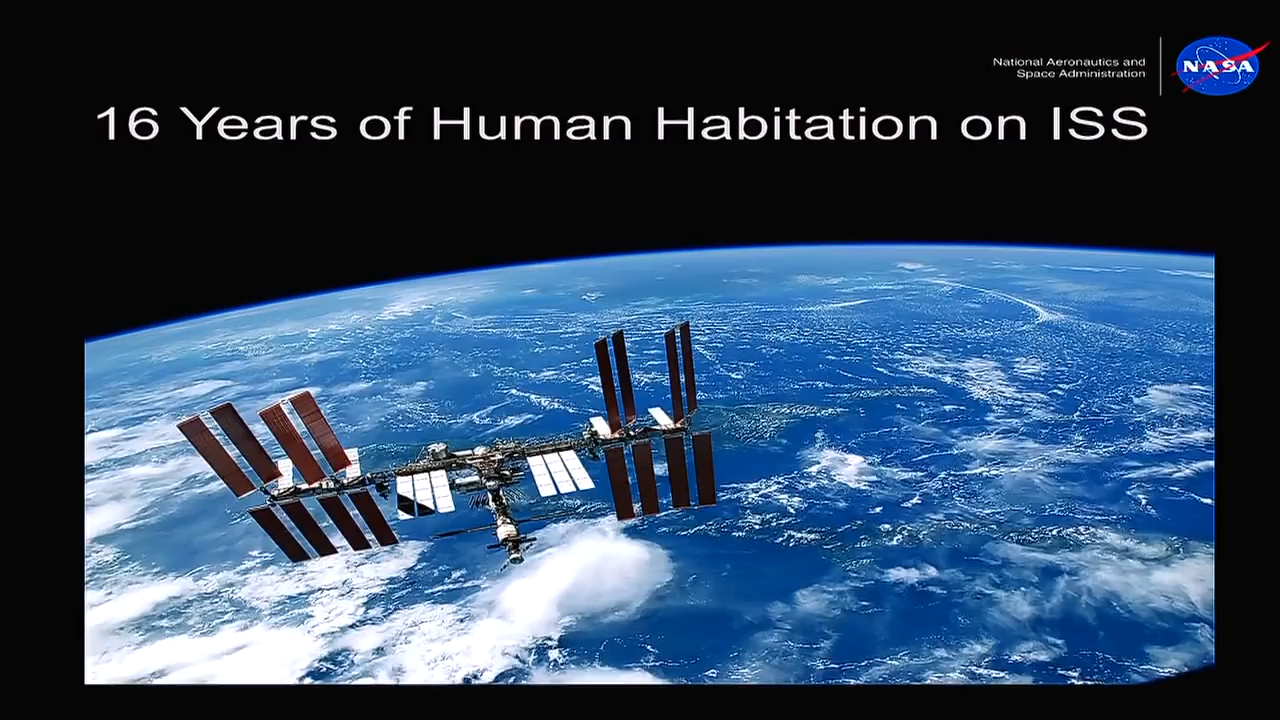 National Aeronautics and
Space Administration
NASA
16 Years of Human Habitation on ISS